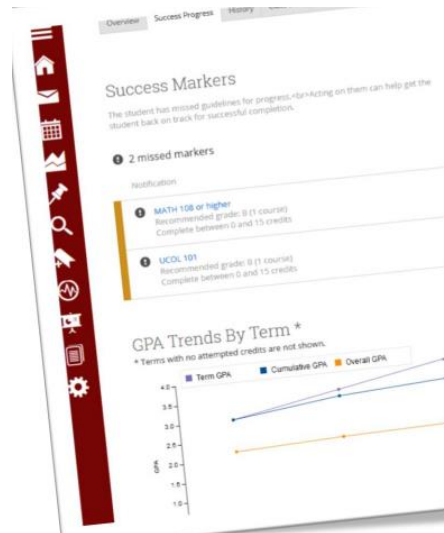 Overview Success Progress History
Success Markers
The student has missed guidelines for progress.<br>Acting on them can help get the
student back on track for successful completion.
2 missed markers
Notification
MATH 108 or higher
Recommended grade: B (1 course)
Complete between 0 and 15 credits
UCOL 101
Recommended grade: B (1 course)
Complete between 0 and 15 credits
GPA Trends By Term *
* Terms with no attempted credits are not shown.
Term GPA Cumulative GPA Overall GPA
4.0
3.5
3.0
2.5
2.0
1.5
1.0
GPA